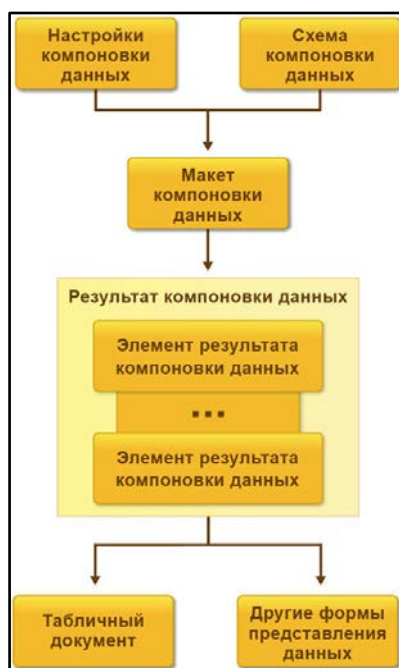 Настройки
компоновки
данных
Схема
компоновки
данных
Макет
компоновки
данных
Результат компоновки данных
Элемент результата
компоновки данных
...
Элемент результата
компоновки данных
Табличный
документ
Другие формы
представления
данных